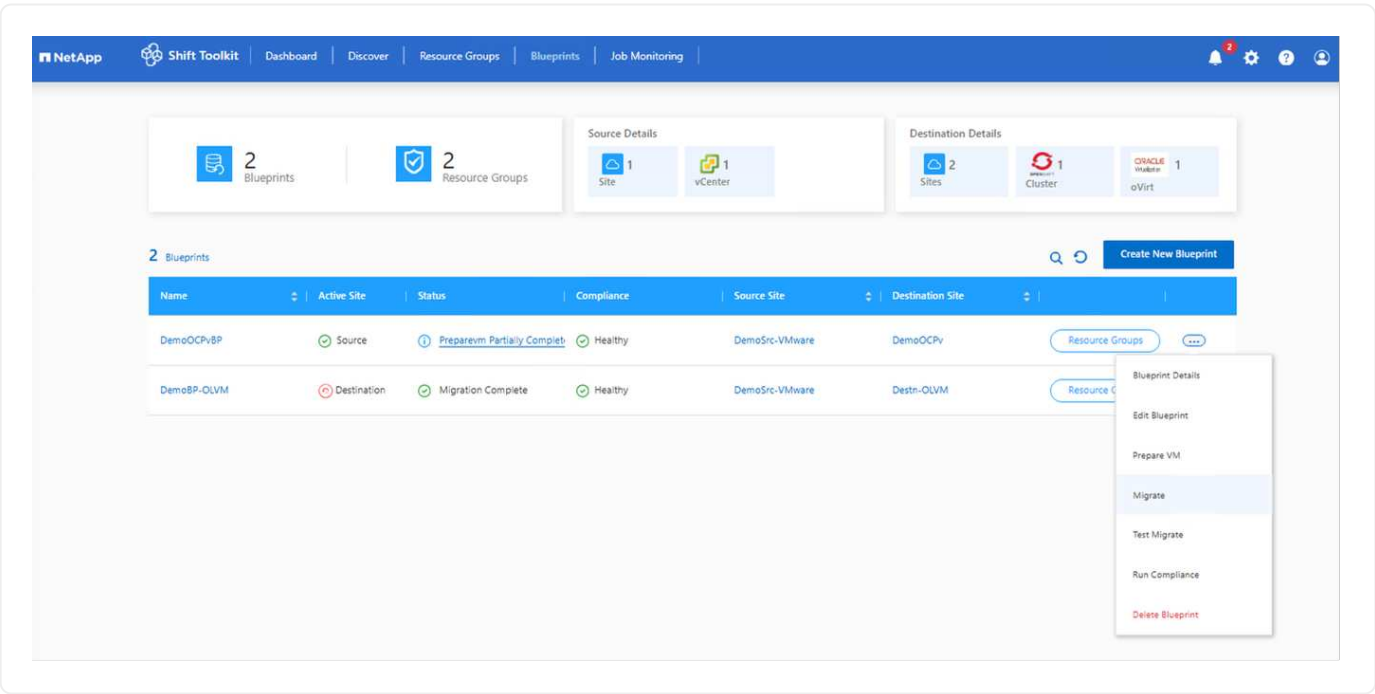 NetApp Shift Toolkit Dashboard Discover Resource Groups Blueprints Job Monitoring 2
2
Blueprints
2
Resource Groups
Source Details
1
Site
1
vCenter
Destination Details
2
Sites
1
Cluster
ORACLE
1
oVirt
2 Blueprints
Create New Blueprint
Name Active Site Status Compliance Source Site Destination Site
DemoOCPvBP Source Preparevm Partially Complet Healthy DemoSrc-VMware DemoOCPv Resource Groups ...
DemoBP-OLVM Destination Migration Complete Healthy DemoSrc-VMware Destn-OLVM Resource G
Blueprint Details
Edit Blueprint
Prepare VM
Migrate
Test Migrate
Run Compliance
Delete Blueprint